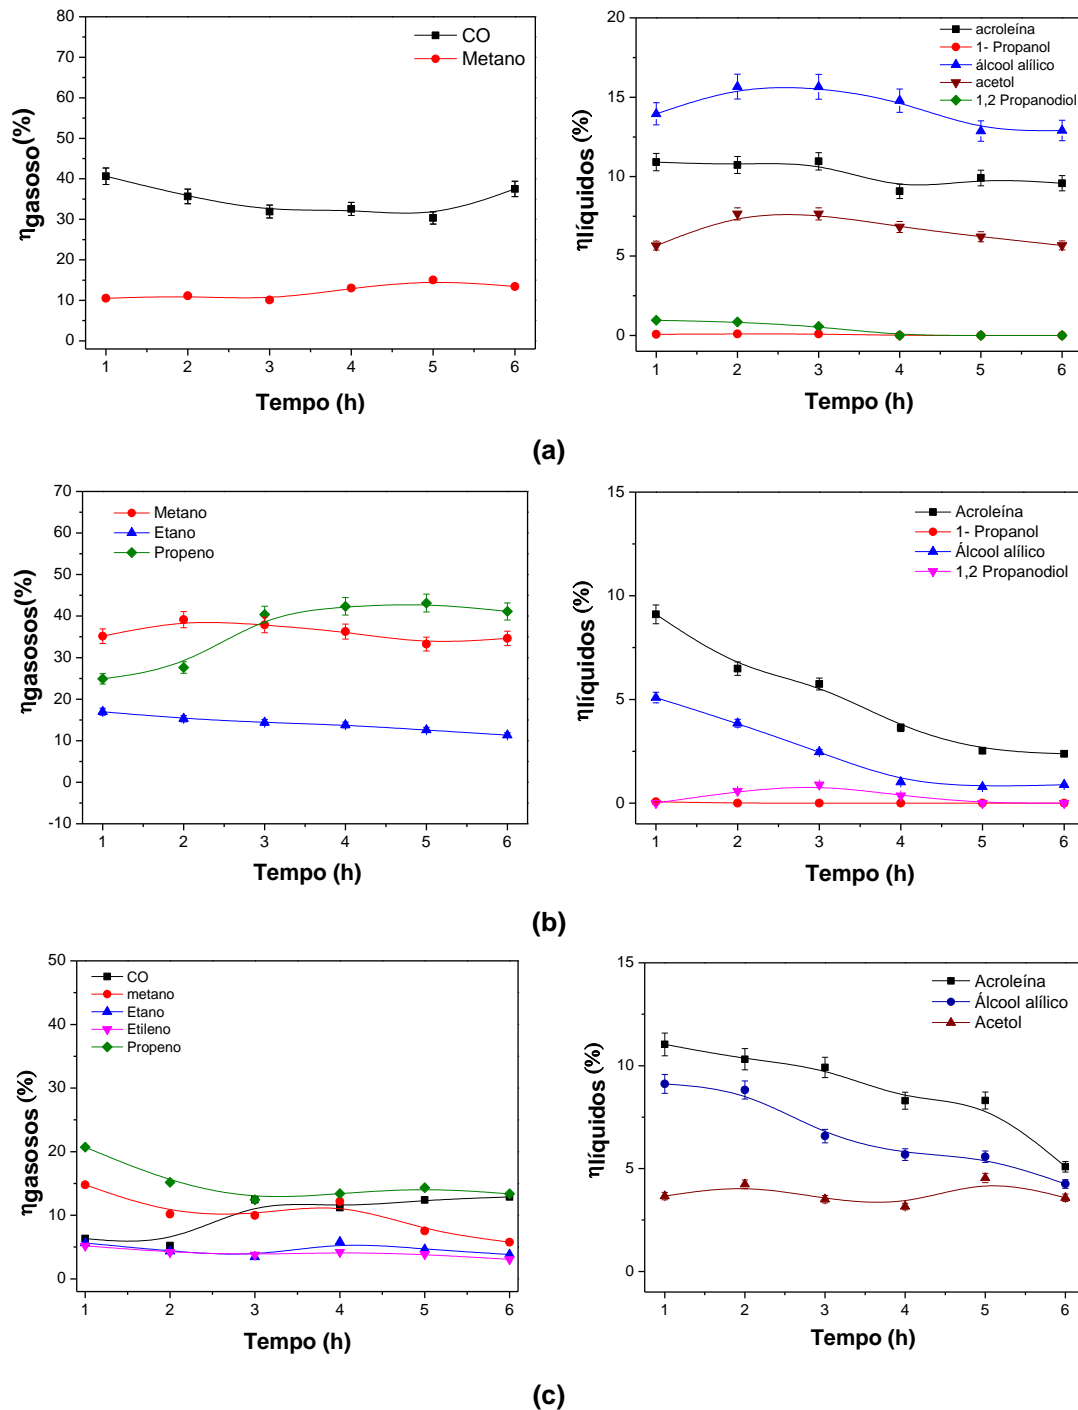 80
70
60
50
40
30
20
10
0
ηgasoso(%)
CO
Metano
1 2 3 4 5 6
Tempo (h)
20
15
10
5
0
ηlíquidos (%)
acroleína
1- Propanol
álcool alílico
acetol
1,2 Propanodiol
1 2 3 4 5 6
Tempo (h)
(a)
70
60
50
40
30
20
10
0
-10
ηgasosos(%)
Metano
Etano
Propeno
1 2 3 4 5 6
Tempo (h)
15
10
5
0
ηlíquidos (%)
Acroleína
1- Propanol
Álcool alílico
1,2 Propanodiol
1 2 3 4 5 6
Tempo (h)
(b)
50
40
30
20
10
0
ηgasosos (%)
CO
metano
Etano
Etileno
Propeno
1 2 3 4 5 6
Tempo (h)
15
10
5
0
ηlíquidos (%)
Acroleína
Álcool alílico
Acetol
1 2 3 4 5 6
Tempo (h)
(c)